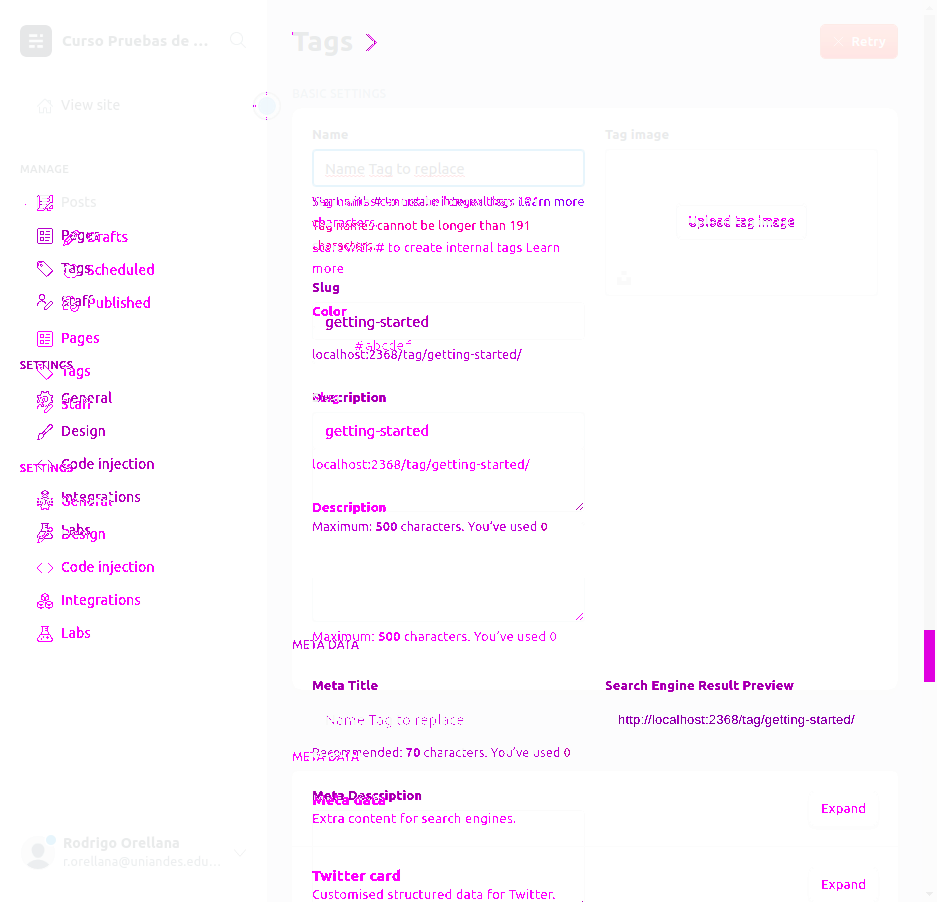 Curso Pruebas de ...
View site
MANAGE
Posts
Pages
Drafts
Tags
Scheduled
Staff
Published
Pages
SETTINGS
Tags
General
Staff
Design
Code injection
SETTINGS
Integrations
General
Labs
Design
Code injection
Integrations
Labs
Rodrigo Orellana
r.orellana@uniandes.edu...
Tags
Retry
BASIC SETTINGS
Name
Tag image
Name Tag to replace
Learn more
characters.
Upload tag image
Tag names cannot be longer than 191
characters.
Start with # to create internal tags Learn
more
Slug
Color
getting-started
#abcdef
localhost:2368/tag/getting-started/
Description
Slug
getting-started
localhost:2368/tag/getting-started/
Description
Maximum: 500 characters. You've used 0
Maximum: 500 characters. You've used 0
META DATA
Meta Title
Search Engine Result Preview
Name Tag to replace
http://localhost:2368/tag/getting-started/
Recommended: 70 characters. You've used 0
META DATA
Meta Description
Meta data
Expand
Extra content for search engines.
Twitter card
Customised structured data for Twitter.
Expand